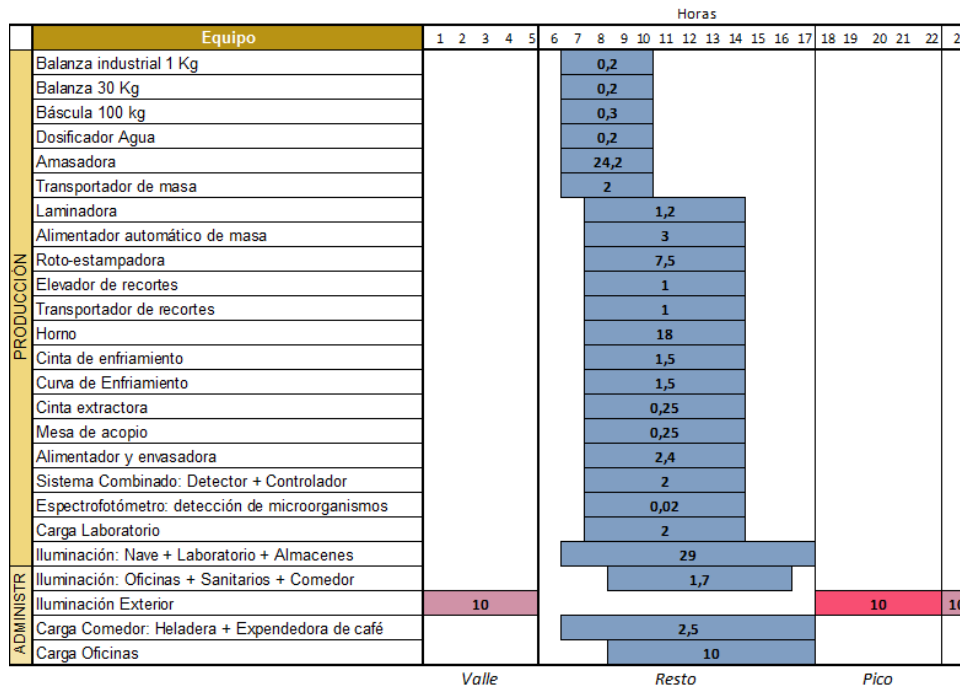 Horas
Equipo 1 2 3 4 5 6 7 8 9 10 11 12 13 14 15 16 17 18 19 20 21 22 2
PRODUCCIÓN
Balanza industrial 1 Kg 0,2
Balanza 30 Kg 0,2
Báscula 100 kg 0,3
Dosificador Agua 0,2
Amasadora 24,2
Transportador de masa 2
Laminadora 1,2
Alimentador automático de masa 3
Roto-estampadora 7,5
Elevador de recortes 1
Transportador de recortes 1
Horno 18
Cinta de enfriamiento 1,5
Curva de Enfriamiento 1,5
Cinta extractora 0,25
Mesa de acopio 0,25
Alimentador y envasadora 2,4
Sistema Combinado: Detector + Controlador 2
Espectrofotómetro: detección de microorganismos 0,02
Carga Laboratorio 2
Iluminación: Nave + Laboratorio + Almacenes 29
ADMINISTR
Iluminación: Oficinas + Sanitarios + Comedor 1,7
Iluminación Exterior 10 10 10
Carga Comedor: Heladera + Expendedora de café 2,5
Carga Oficinas 10
Valle Resto Pico